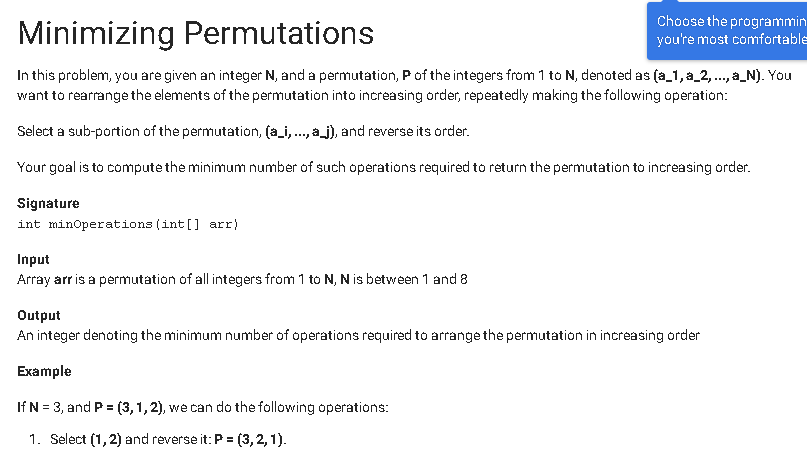 Minimizing Permutations
Choose the programmin
you're most comfortable
In this problem, you are given an integer N, and a permutation, P of the integers from 1 to N, denoted as (a_1, a_2, ..., a_N). You
want to rearrange the elements of the permutation into increasing order, repeatedly making the following operation:
Select a sub-portion of the permutation, (a_i, ..., a_j), and reverse its order.
Your goal is to compute the minimum number of such operations required to return the permutation to increasing order.
Signature
int minOperations(int[] arr)
Input
Array arr is a permutation of all integers from 1 to N, N is between 1 and 8
Output
An integer denoting the minimum number of operations required to arrange the permutation in increasing order
Example
If N = 3, and P = (3, 1, 2), we can do the following operations:
1. Select (1, 2) and reverse it: P = (3, 2, 1).